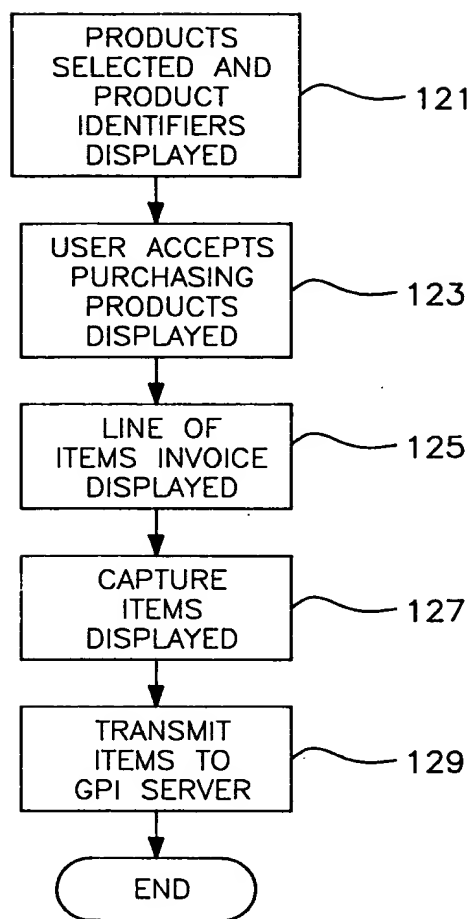 PRODUCTS
SELECTED AND
PRODUCT
IDENTIFIERS
DISPLAYED
121
USER ACCEPTS
PURCHASING
PRODUCTS
DISPLAYED
123
LINE OF
ITEMS INVOICE
DISPLAYED
125
CAPTURE
ITEMS
DISPLAYED
127
TRANSMIT
ITEMS TO
GPI SERVER
129
END